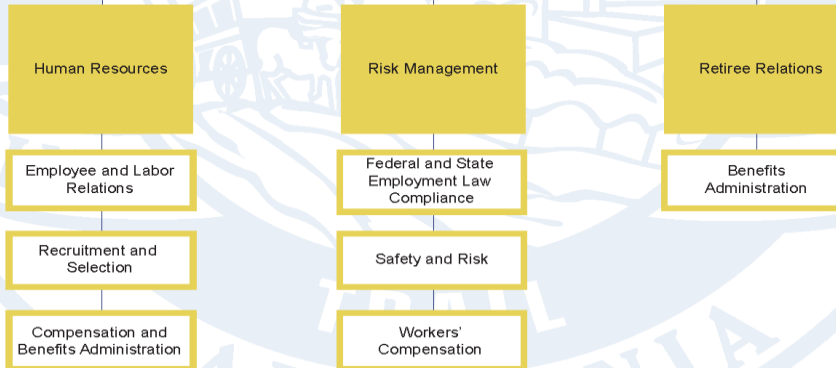 Human Resources
Risk Management
Retiree Relations
Employee and Labor
Relations
Federal and State
Employment Law
Compliance
Benefits
Administration
Recruitment and
Selection
Safety and Risk
Compensation and
Benefits Administration
Workers'
Compensation
TRAIL